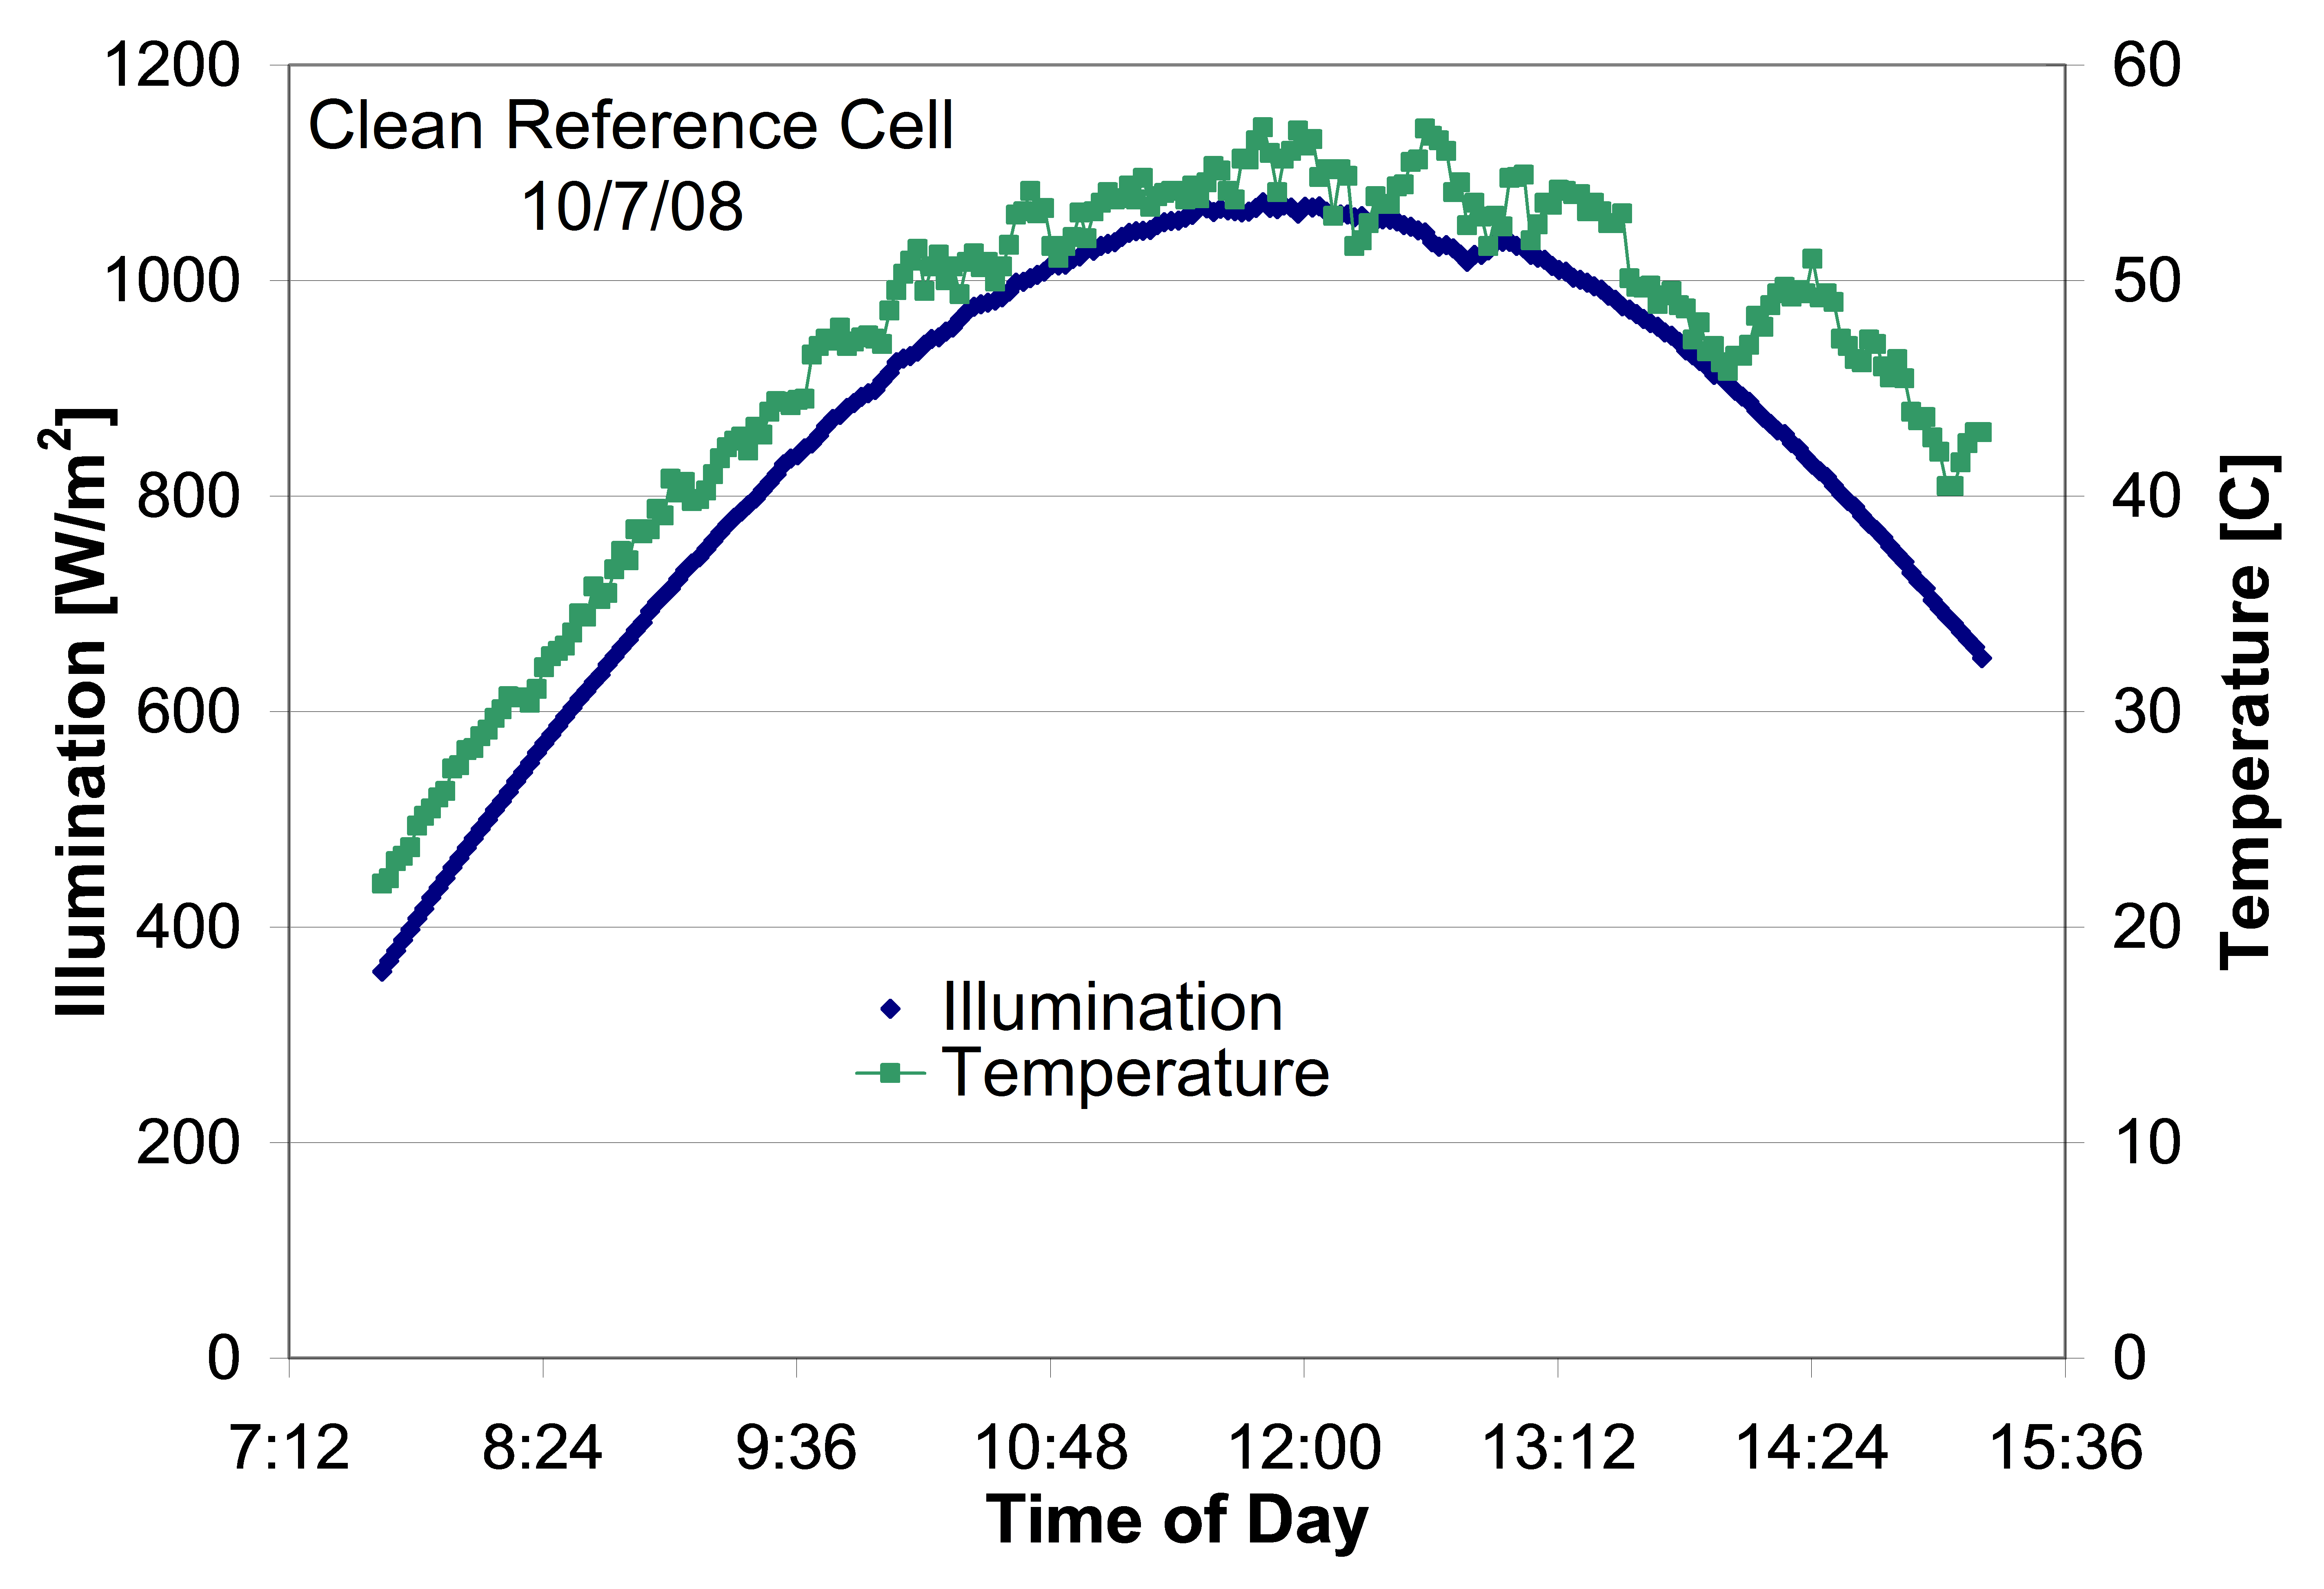 Clean Reference Cell
10/7/08
1200
1000
800
600
400
200
0
Illumination [W/m²]
60
50
40
30
20
10
0
Temperature [C]
Illumination
Temperature
7:12 8:24 9:36 10:48 12:00 13:12 14:24 15:36
Time of Day